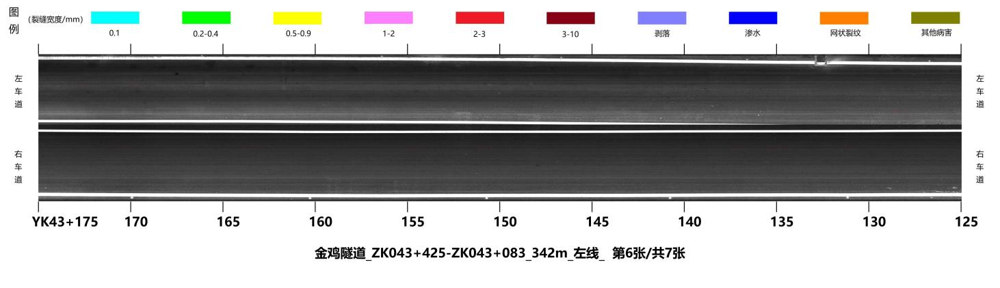 图例
(裂缝宽度/mm)
0.1 0.2-0.4 0.5-0.9 1-2 2-3 3-10 剥落 渗水 网状裂纹 其他病害
左车道 左车道
右车道 右车道
YK43+175 170 165 160 155 150 145 140 135 130 125
金鸡隧道_ZK043+425-ZK043+083_342m_左线_ 第6张/共7张